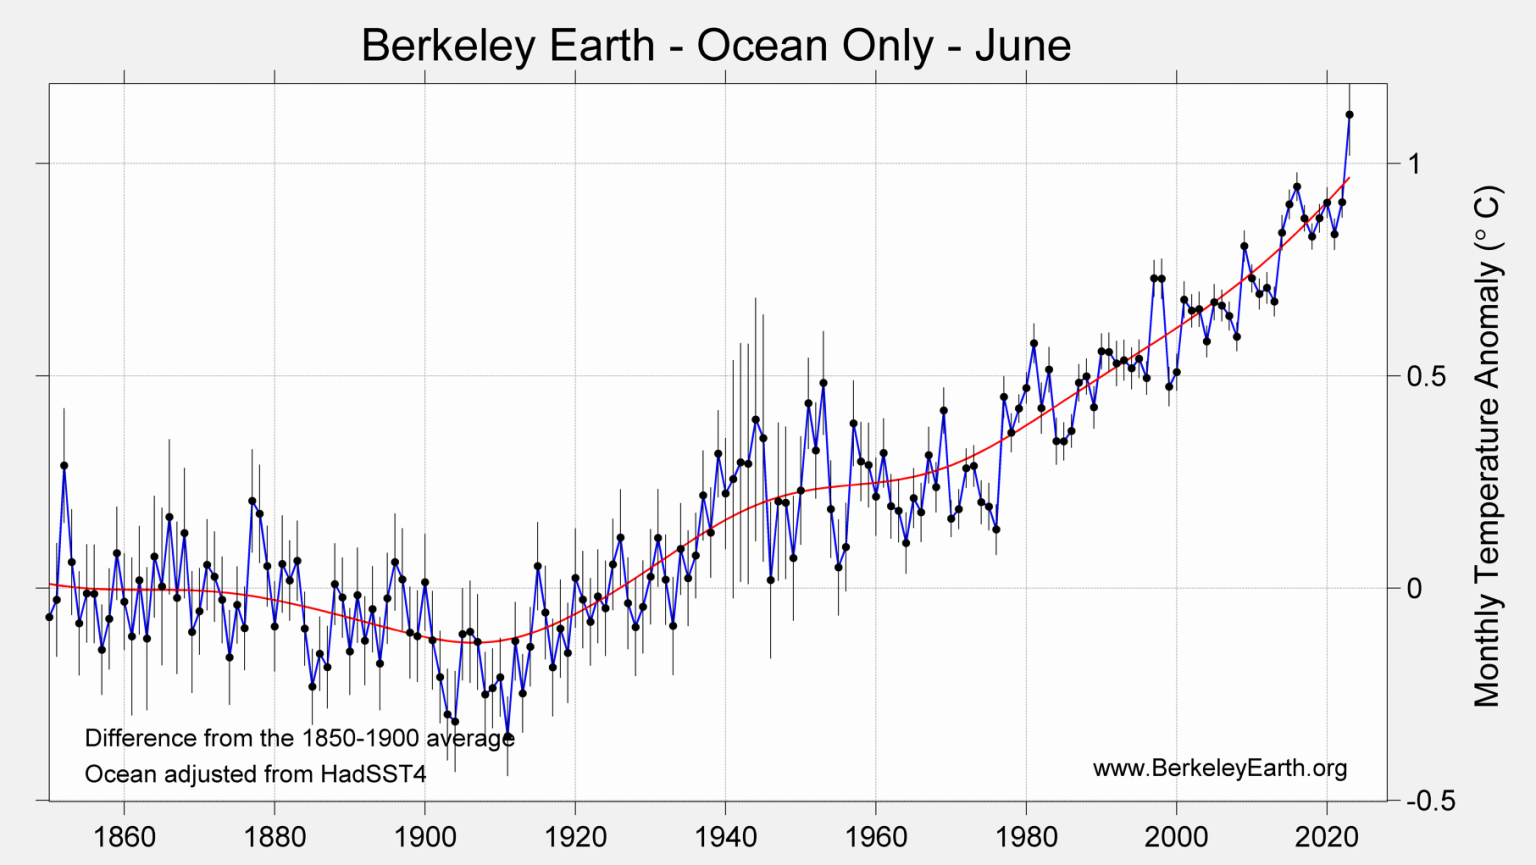 Berkeley Earth - Ocean Only - June
1
0.5
0
-0.5
Monthly Temperature Anomaly (° C)
Difference from the 1850-1900 average
Ocean adjusted from HadSST4
www.BerkeleyEarth.org
1860 1880 1900 1920 1940 1960 1980 2000 2020